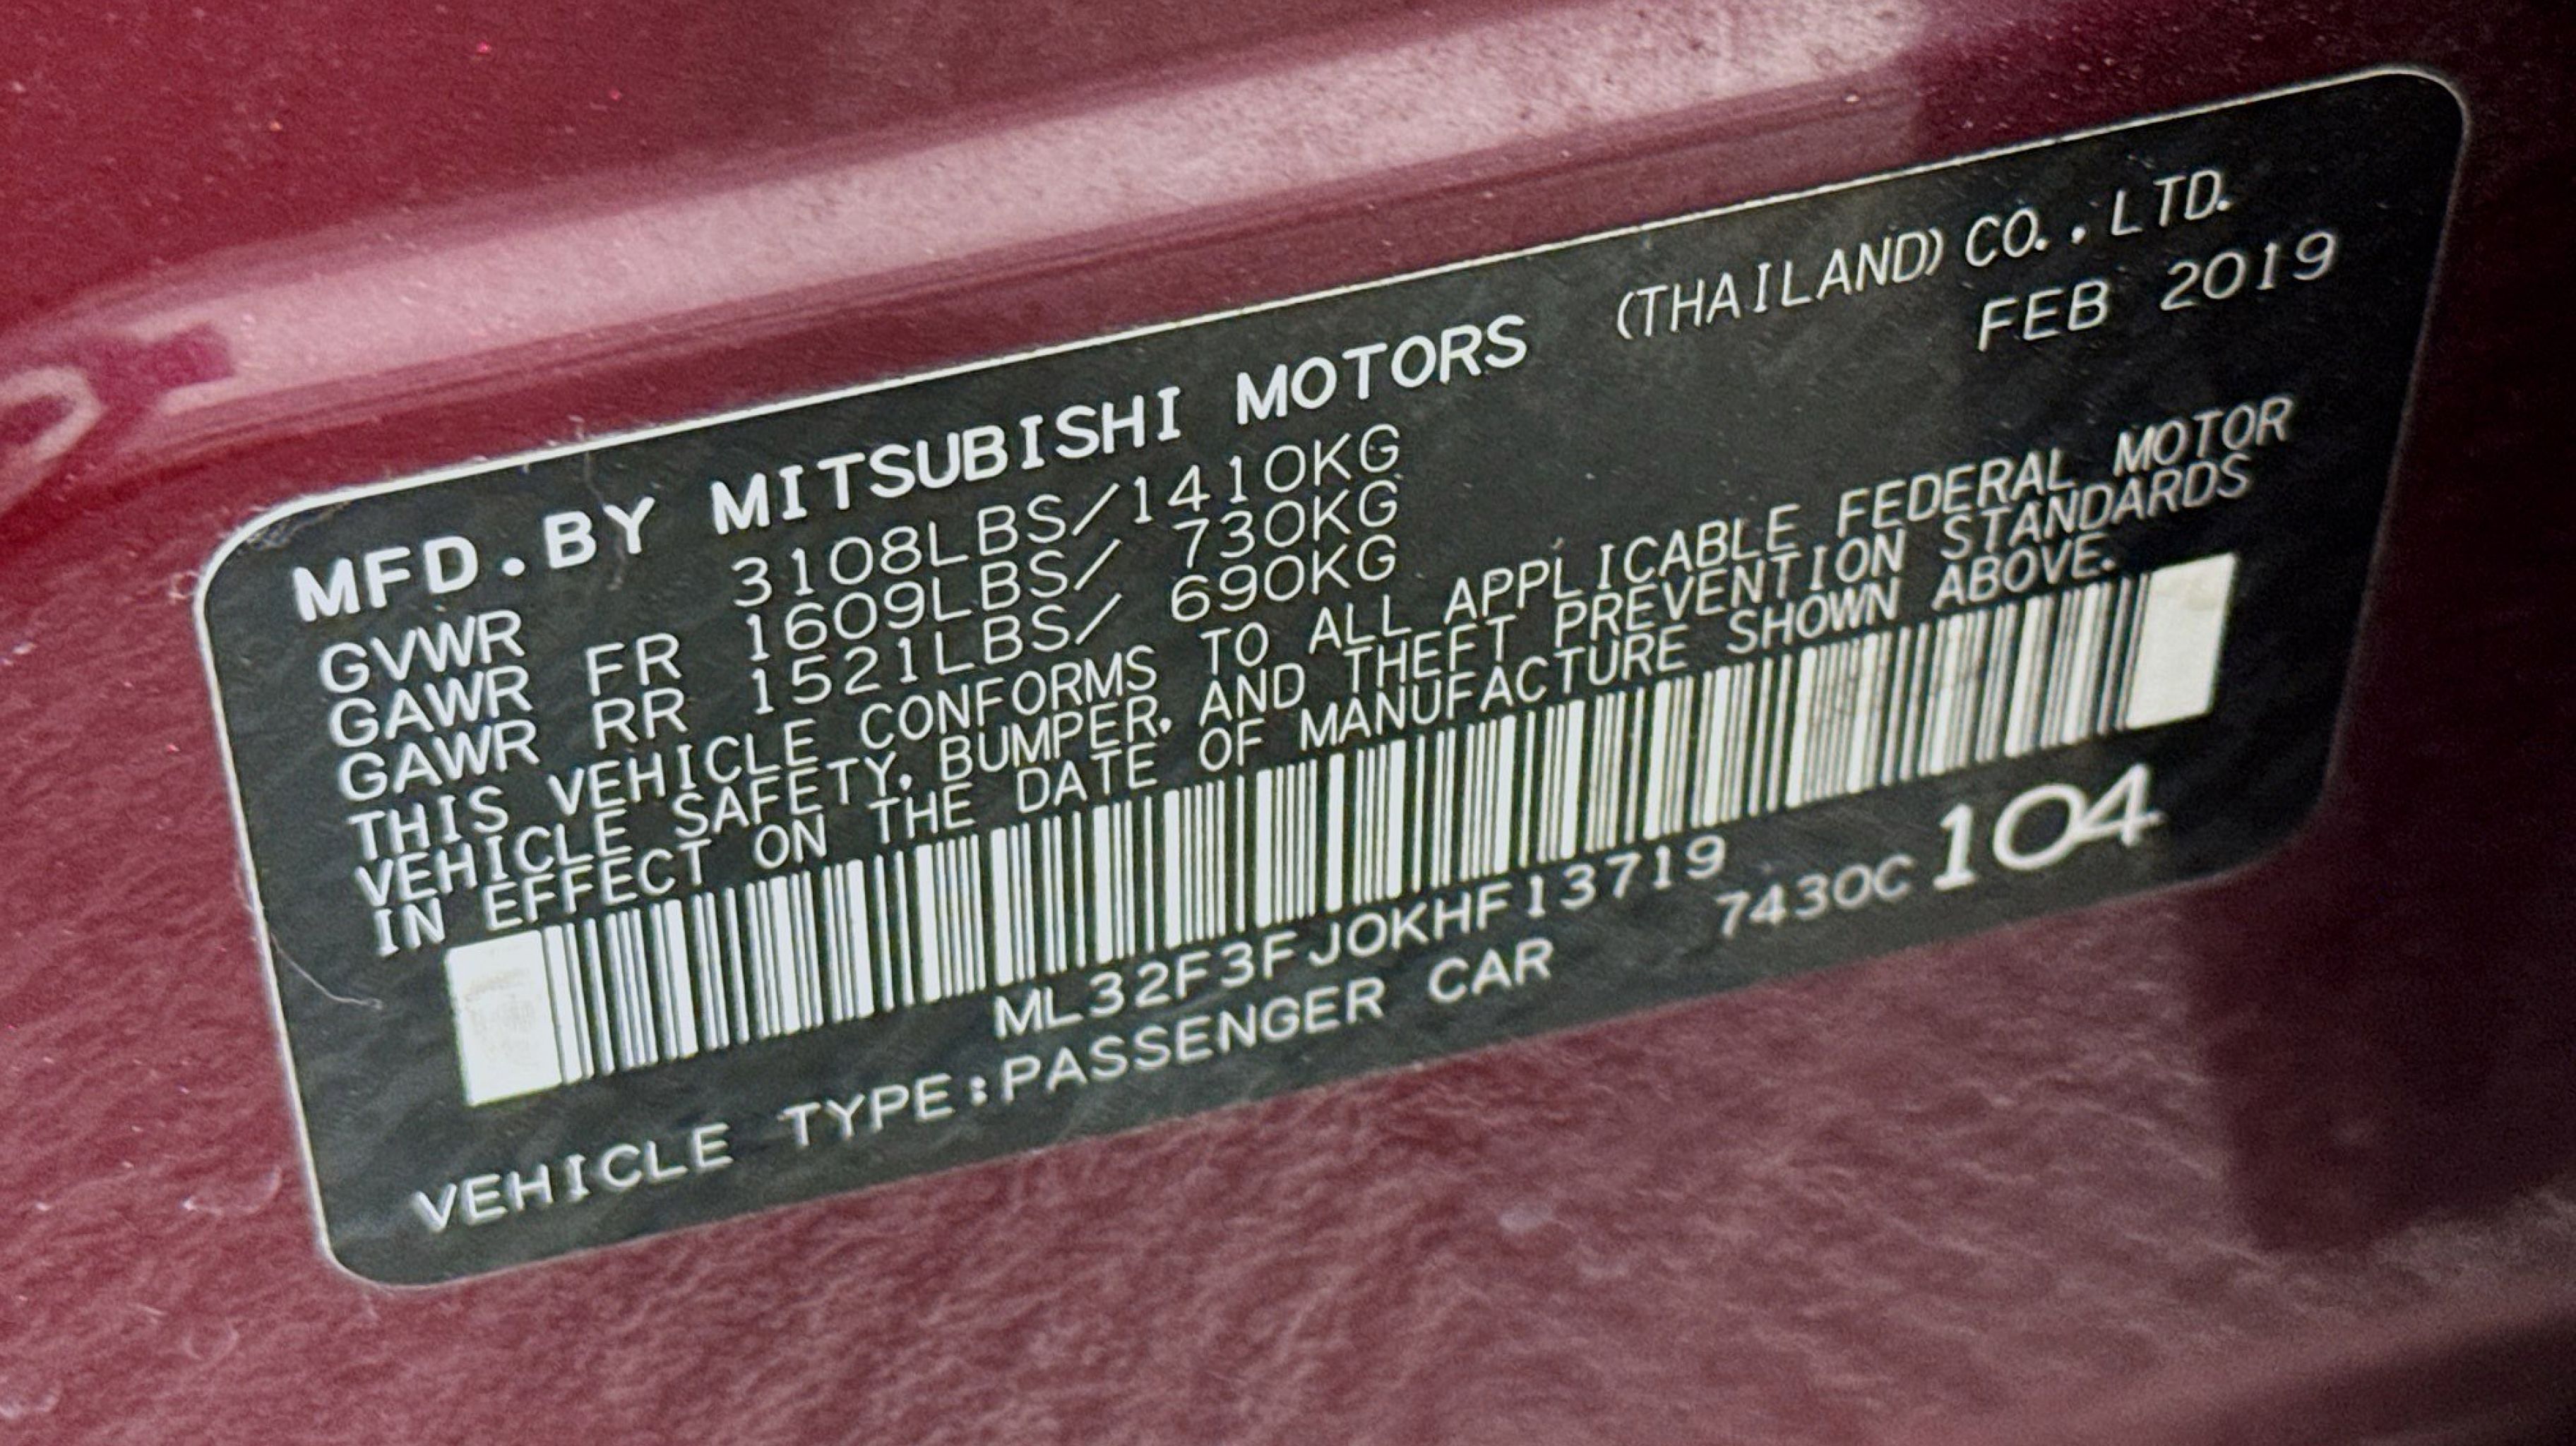 MFD.BY MITSUBISHI MOTORS (THAILAND) CO., LTD.
FEB 2019
GVWR 3108LBS/1410KG
GAWR FR 1609LBS/ 730KG
GAWR RR 1521LBS/ 690KG
THIS VEHICLE CONFORMS TO ALL APPLICABLE FEDERAL MOTOR
VEHICLE SAFETY, BUMPER, AND THEFT PREVENTION STANDARDS
IN EFFECT ON THE DATE OF MANUFACTURE SHOWN ABOVE.
ML32F3FJ0KHF13719
VEHICLE TYPE:PASSENGER CAR 7430C 104